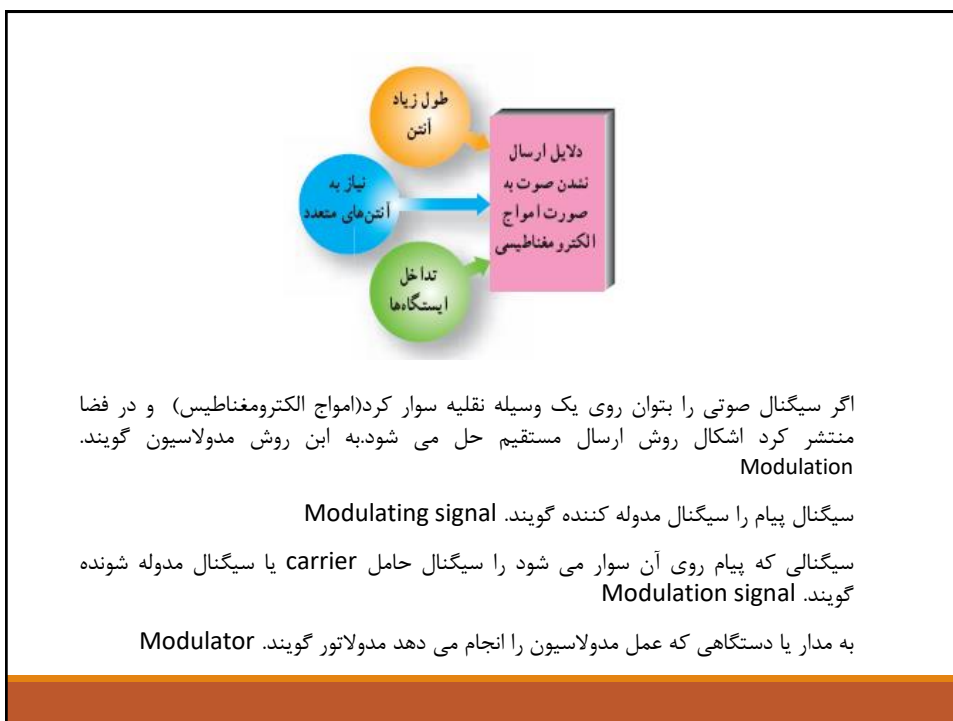 طول زیاد
آنتن
نیاز به
آنتن‌های متعدد
تداخل
ایستگاه‌ها
دلایل ارسال
نشدن صوت به
صورت امواج
الکترومغناطیسی
اگر سیگنال صوتی را بتوان روی یک وسیله نقلیه سوار کرد(امواج الکترومغناطیس) و در فضا
منتشر کرد اشکال روش ارسال مستقیم حل می شود.به ابن روش مدولاسیون گویند.
Modulation
سیگنال پیام را سیگنال مدوله کننده گویند. Modulating signal
سیگنالی که پیام روی آن سوار می شود را سیگنال حامل carrier یا سیگنال مدوله شونده
گویند. Modulation signal
به مدار یا دستگاهی که عمل مدولاسیون را انجام می دهد مدولاتور گویند. Modulator